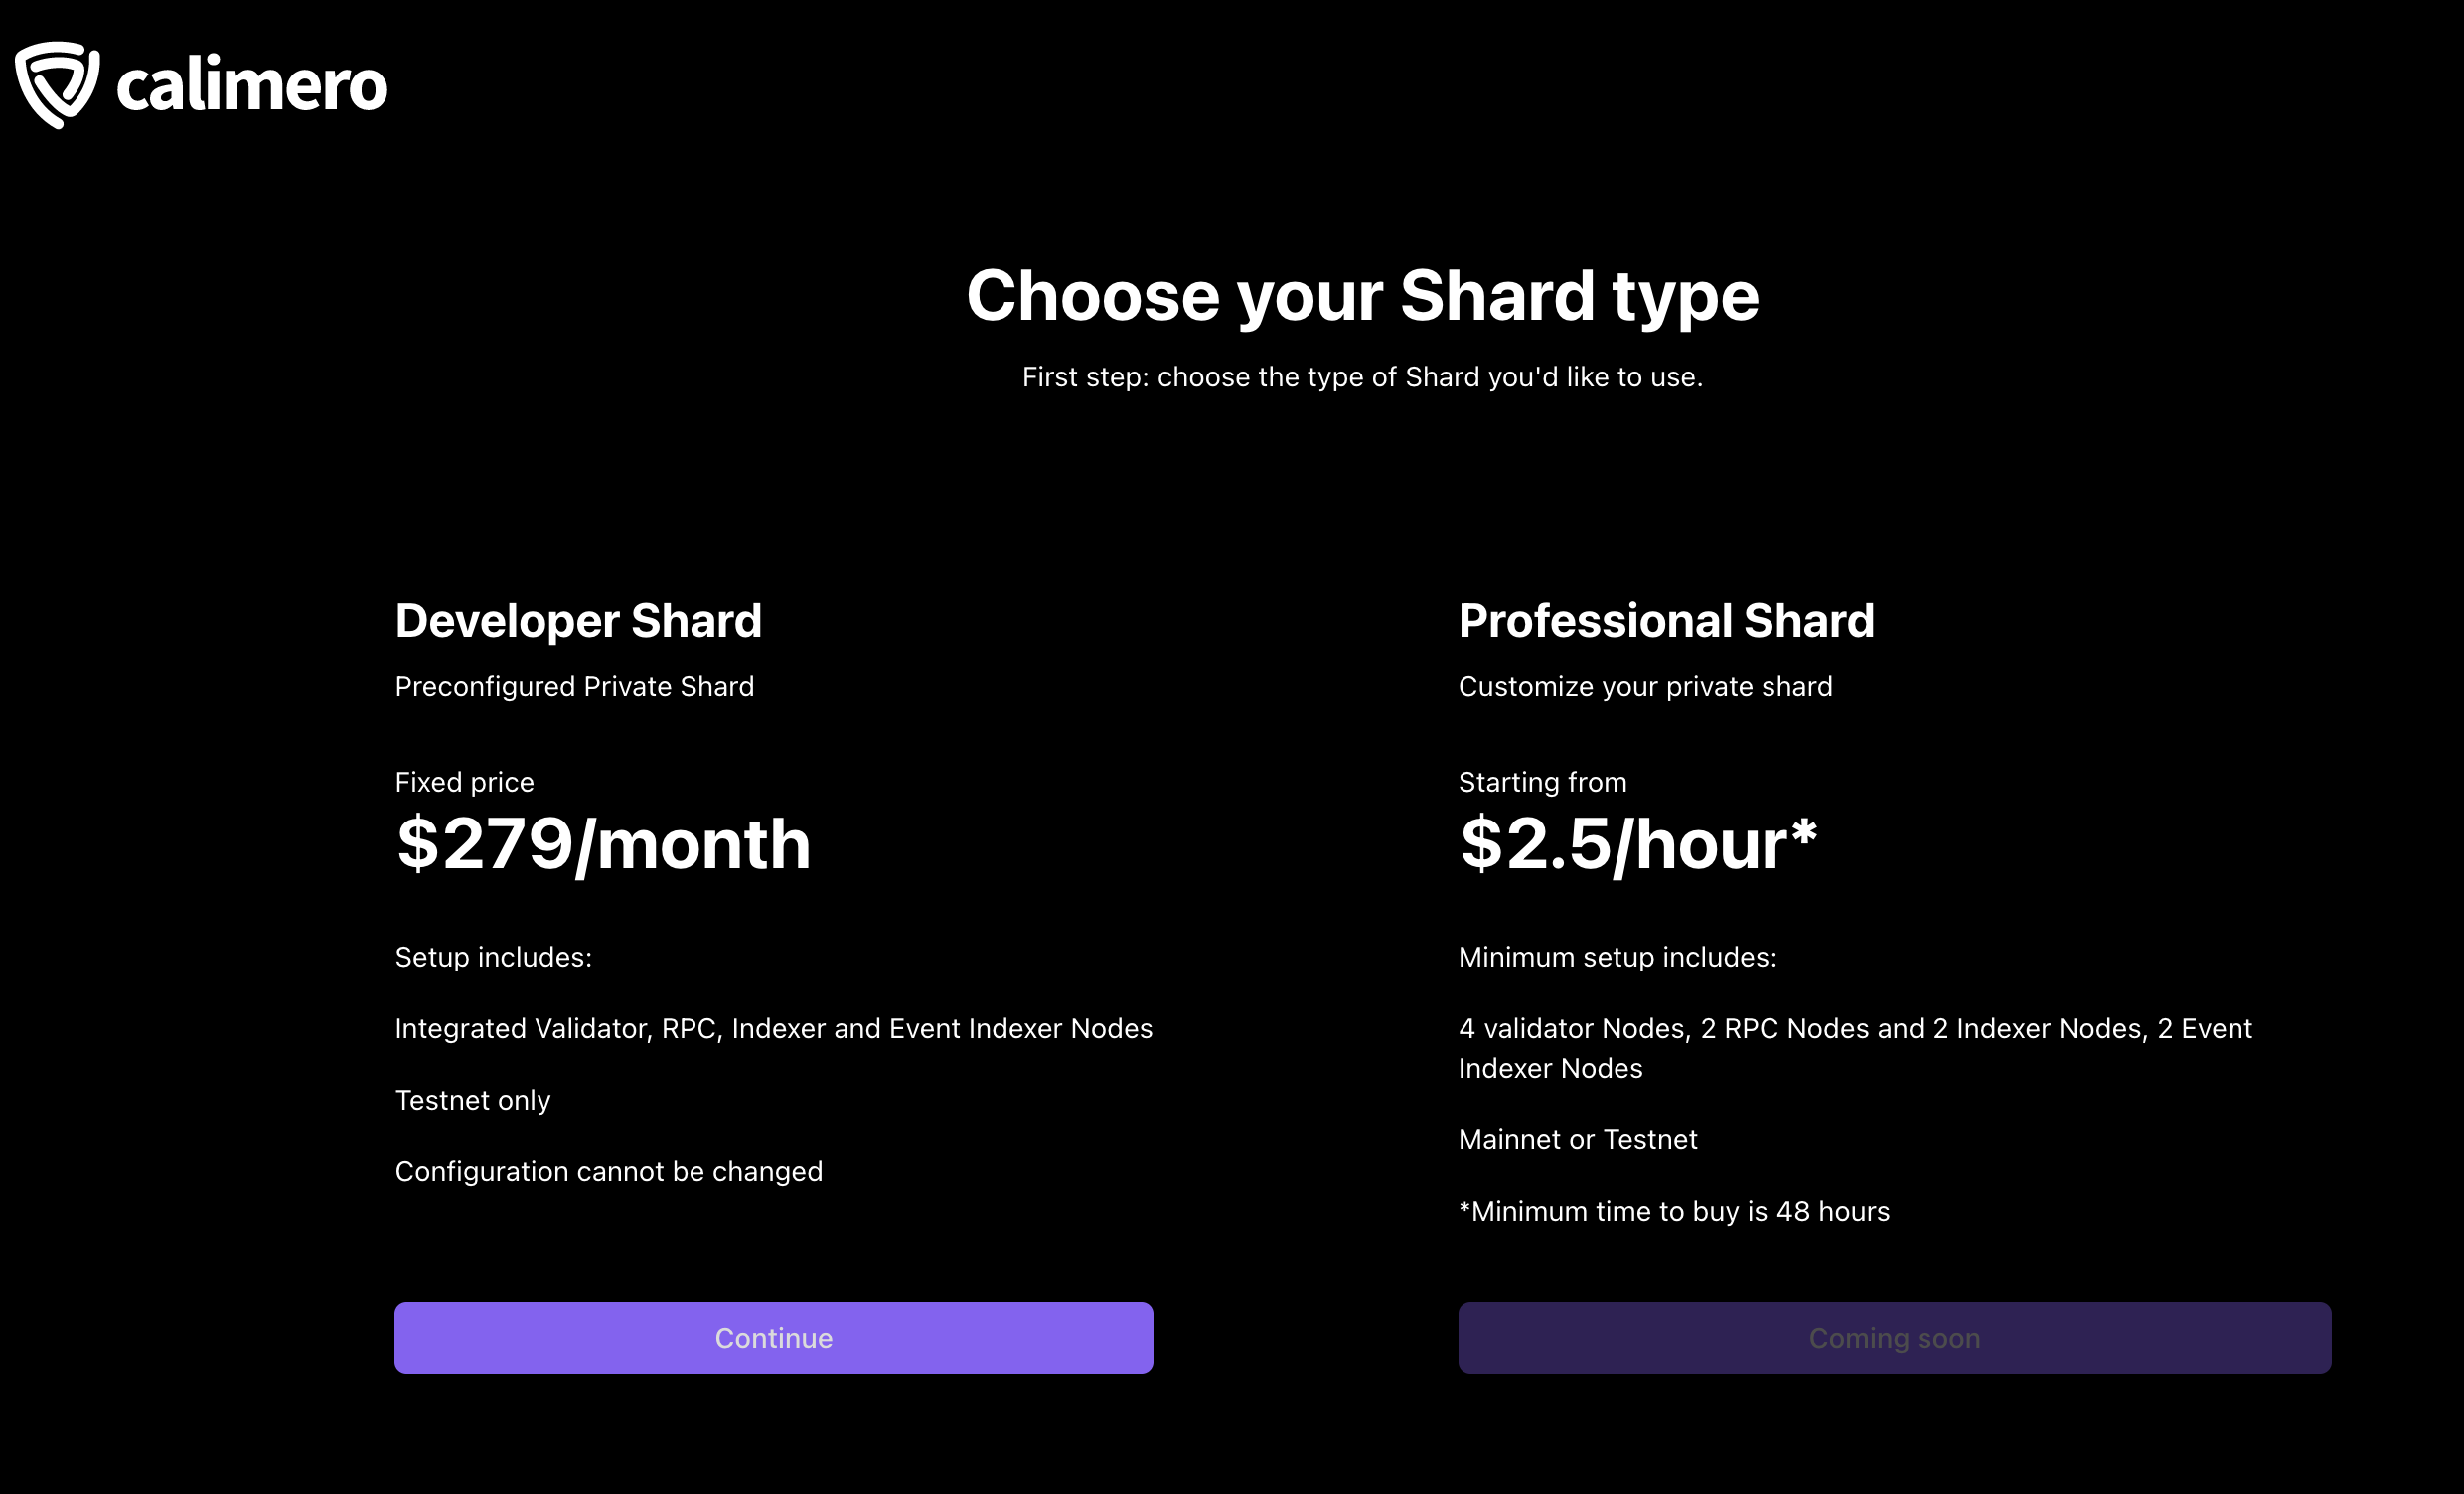 calimero
Choose your Shard type
First step: choose the type of Shard you'd like to use.
Developer Shard
Preconfigured Private Shard
Fixed price
$279/month
Setup includes:
Integrated Validator, RPC, Indexer and Event Indexer Nodes
Testnet only
Configuration cannot be changed
Continue
Professional Shard
Customize your private shard
Starting from
$2.5/hour*
Minimum setup includes:
4 validator Nodes, 2 RPC Nodes and 2 Indexer Nodes, 2 Event
Indexer Nodes
Mainnet or Testnet
*Minimum time to buy is 48 hours
Coming soon